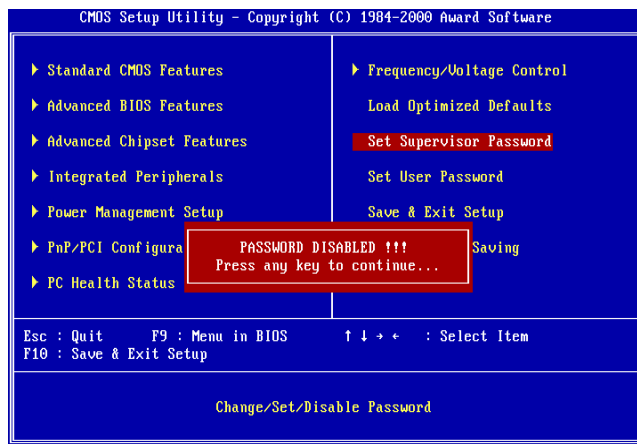 CMOS Setup Utility - Copyright (C) 1984-2000 Award Software
Standard CMOS Features
Advanced BIOS Features
Advanced Chipset Features
Integrated Peripherals
Power Management Setup
PnP/PCI Configura
PC Health Status
Frequency/Voltage Control
Load Optimized Defaults
Set Supervisor Password
Set User Password
Save & Exit Setup
Saving
PASSWORD DISABLED !!!
Press any key to continue...
Esc : Quit F9 : Menu in BIOS ↑ ↓ → ← : Select Item
F10 : Save & Exit Setup
Change/Set/Disable Password